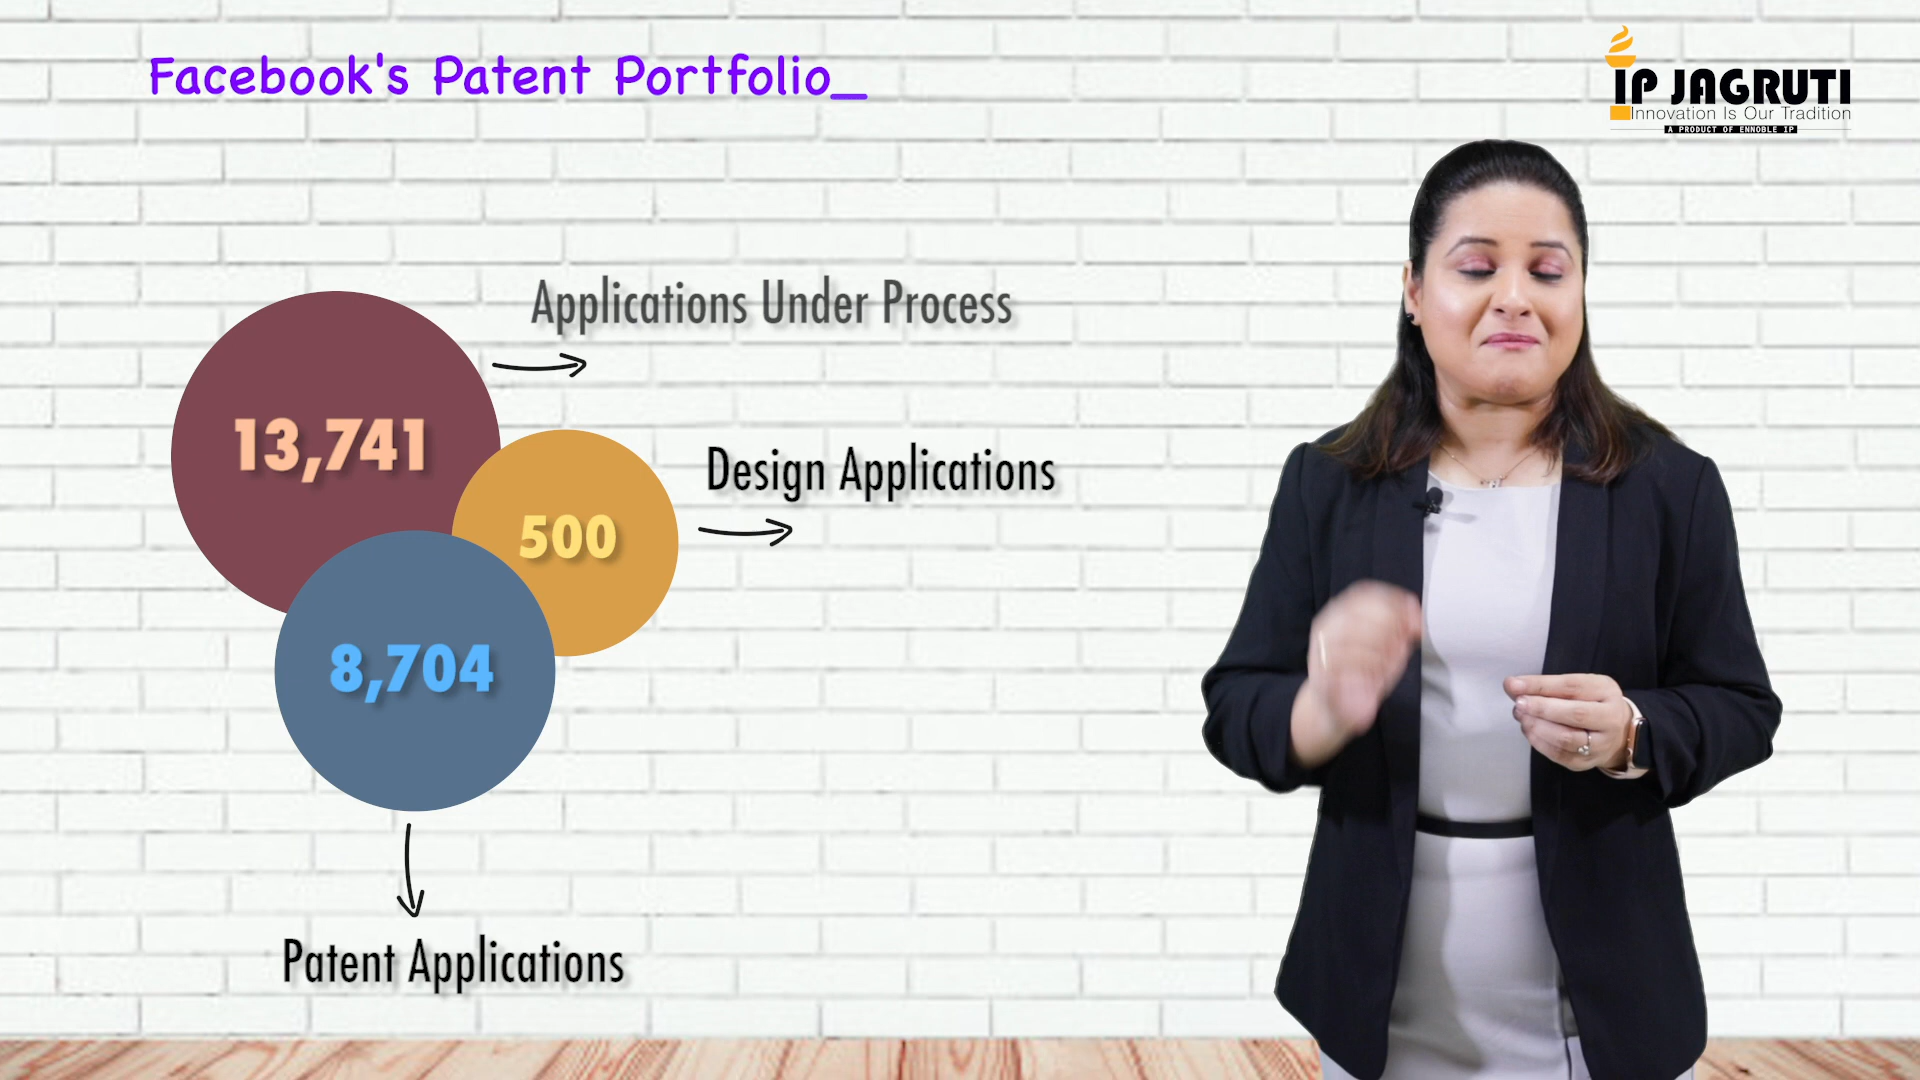 Facebook's Patent Portfolio_
IP JAGRUTI
Innovation Is Our Tradition
A PRODUCT OF ENNOBLE IP
Applications Under Process
13,741
Design Applications
500
8,704
Patent Applications